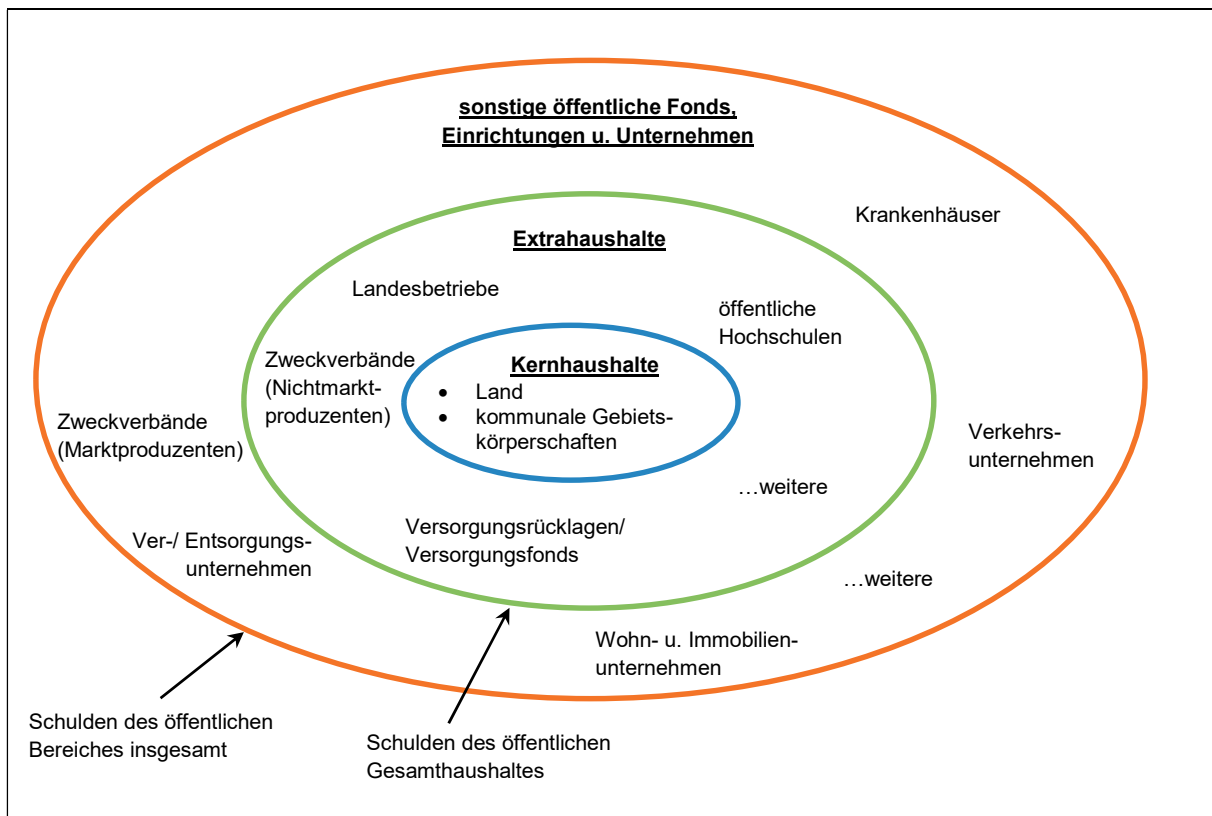 sonstige öffentliche Fonds,
Einrichtungen u. Unternehmen
Krankenhäuser
Extrahaushalte
Landesbetriebe
öffentliche
Hochschulen
Zweckverbände
(Nichtmarkt-
produzenten)
Kernhaushalte
• Land
• kommunale Gebiets-
körperschaften
Zweckverbände
(Marktproduzenten)
Verkehrs-
unternehmen
…weitere
Versorgungsrücklagen/
Versorgungsfonds
Ver-/ Entsorgungs-
unternehmen
…weitere
Wohn- u. Immobilien-
unternehmen
Schulden des öffentlichen
Bereiches insgesamt
Schulden des öffentlichen
Gesamthaushaltes